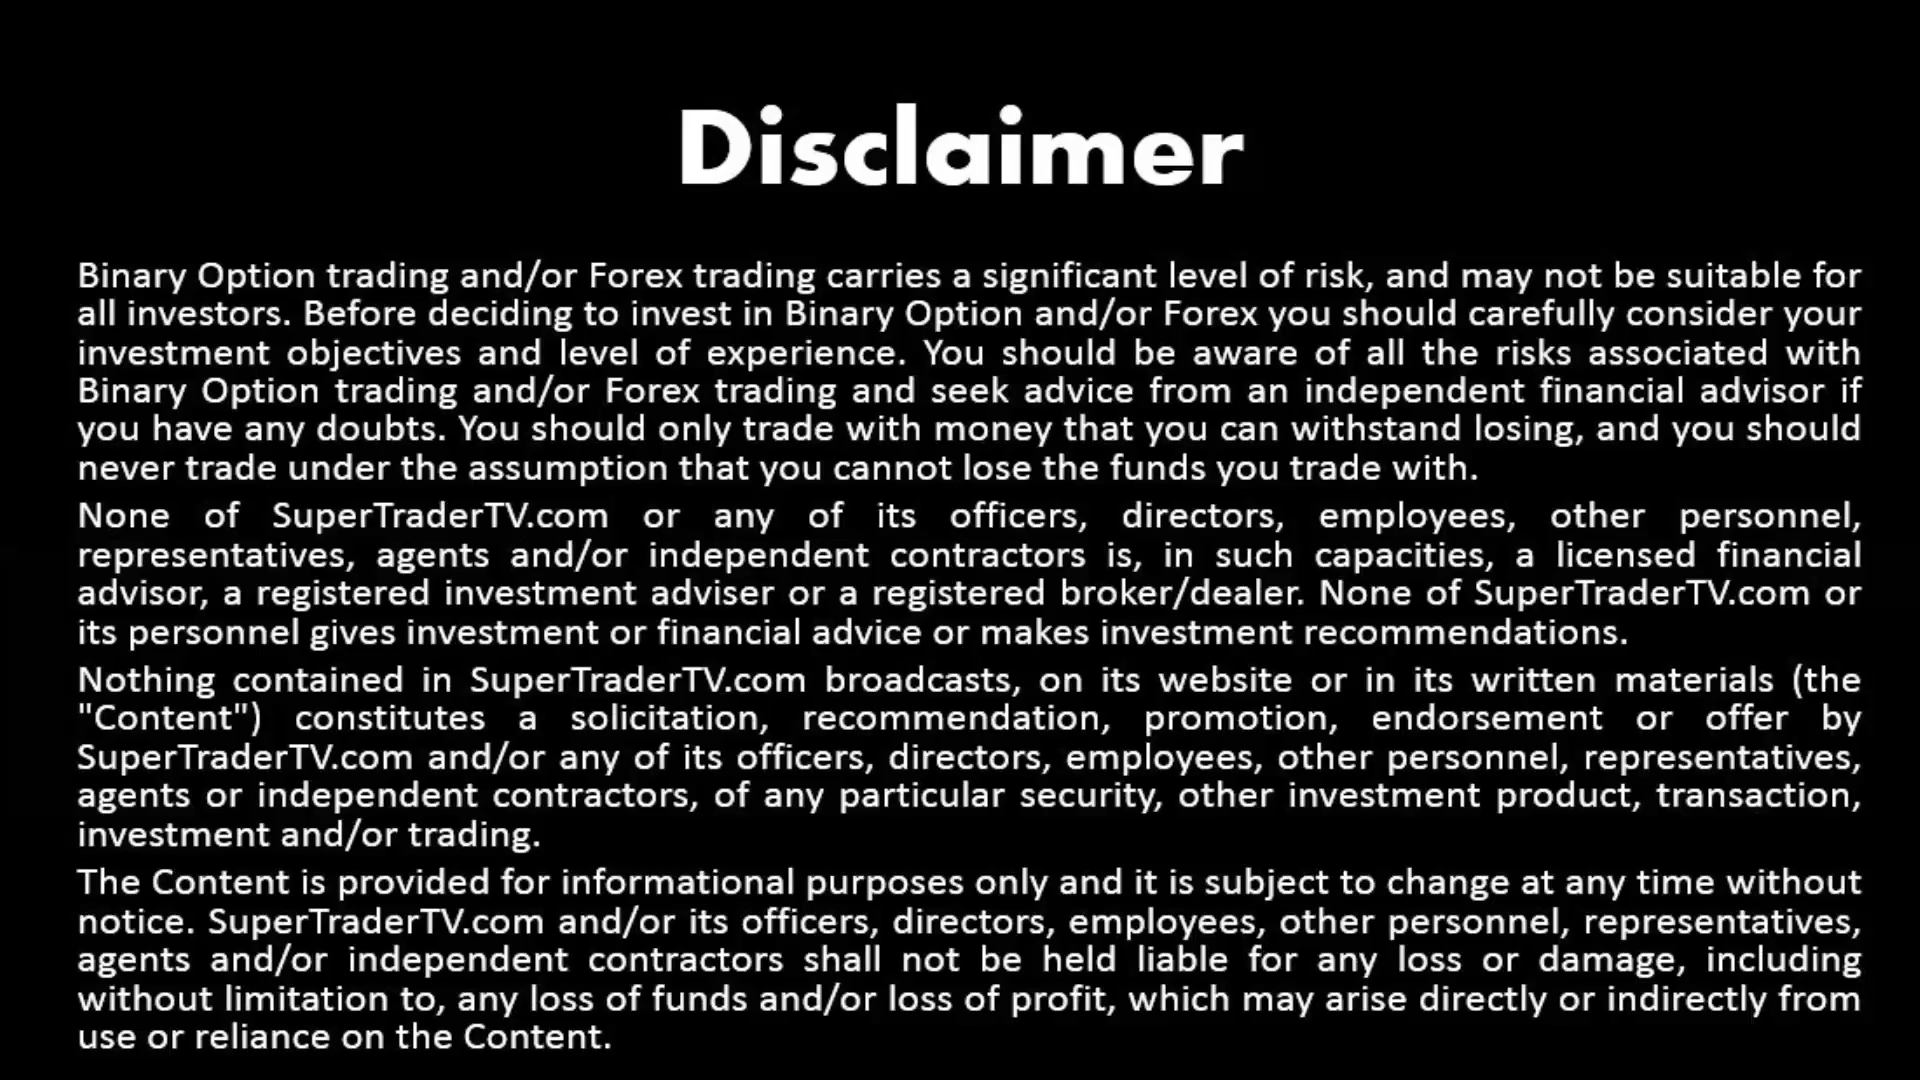 Disclaimer
Binary Option trading and/or Forex trading carries a significant level of risk, and may not be suitable for
all investors. Before deciding to invest in Binary Option and/or Forex you should carefully consider your
investment objectives and level of experience. You should be aware of all the risks associated with
Binary Option trading and/or Forex trading and seek advice from an independent financial advisor if
you have any doubts. You should only trade with money that you can withstand losing, and you should
never trade under the assumption that you cannot lose the funds you trade with.
None of SuperTraderTV.com or any of its officers, directors, employees, other personnel,
representatives, agents and/or independent contractors is, in such capacities, a licensed financial
advisor, a registered investment adviser or a registered broker/dealer. None of SuperTraderTV.com or
its personnel gives investment or financial advice or makes investment recommendations.
Nothing contained in SuperTraderTV.com broadcasts, on its website or in its written materials (the
"Content") constitutes a solicitation, recommendation, promotion, endorsement or offer by
SuperTraderTV.com and/or any of its officers, directors, employees, other personnel, representatives,
agents or independent contractors, of any particular security, other investment product, transaction,
investment and/or trading.
The Content is provided for informational purposes only and it is subject to change at any time without
notice. SuperTraderTV.com and/or its officers, directors, employees, other personnel, representatives,
agents and/or independent contractors shall not be held liable for any loss or damage, including
without limitation to, any loss of funds and/or loss of profit, which may arise directly or indirectly from
use or reliance on the Content.